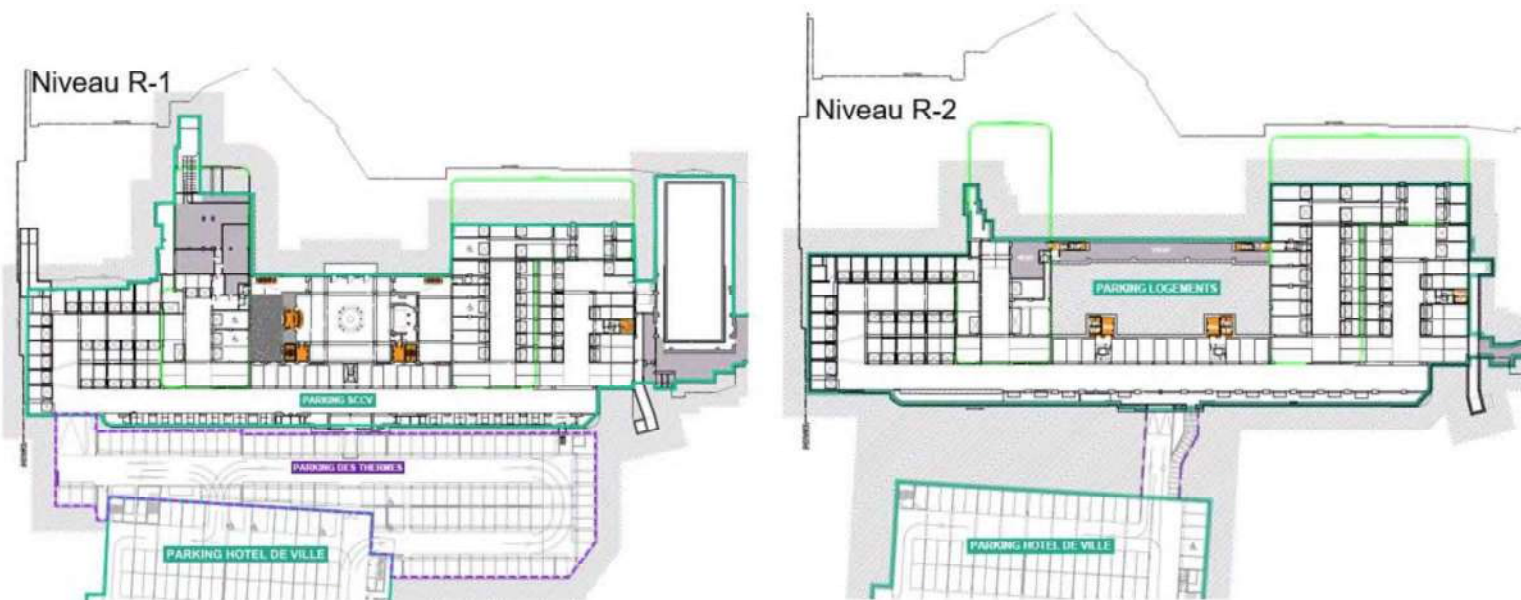 Niveau R-1
PARKING SCCV
PARKING DES THERMES
PARKING HOTEL DE VILLE
Niveau R-2
PARKING LOGEMENTS
PARKING HOTEL DE VILLE